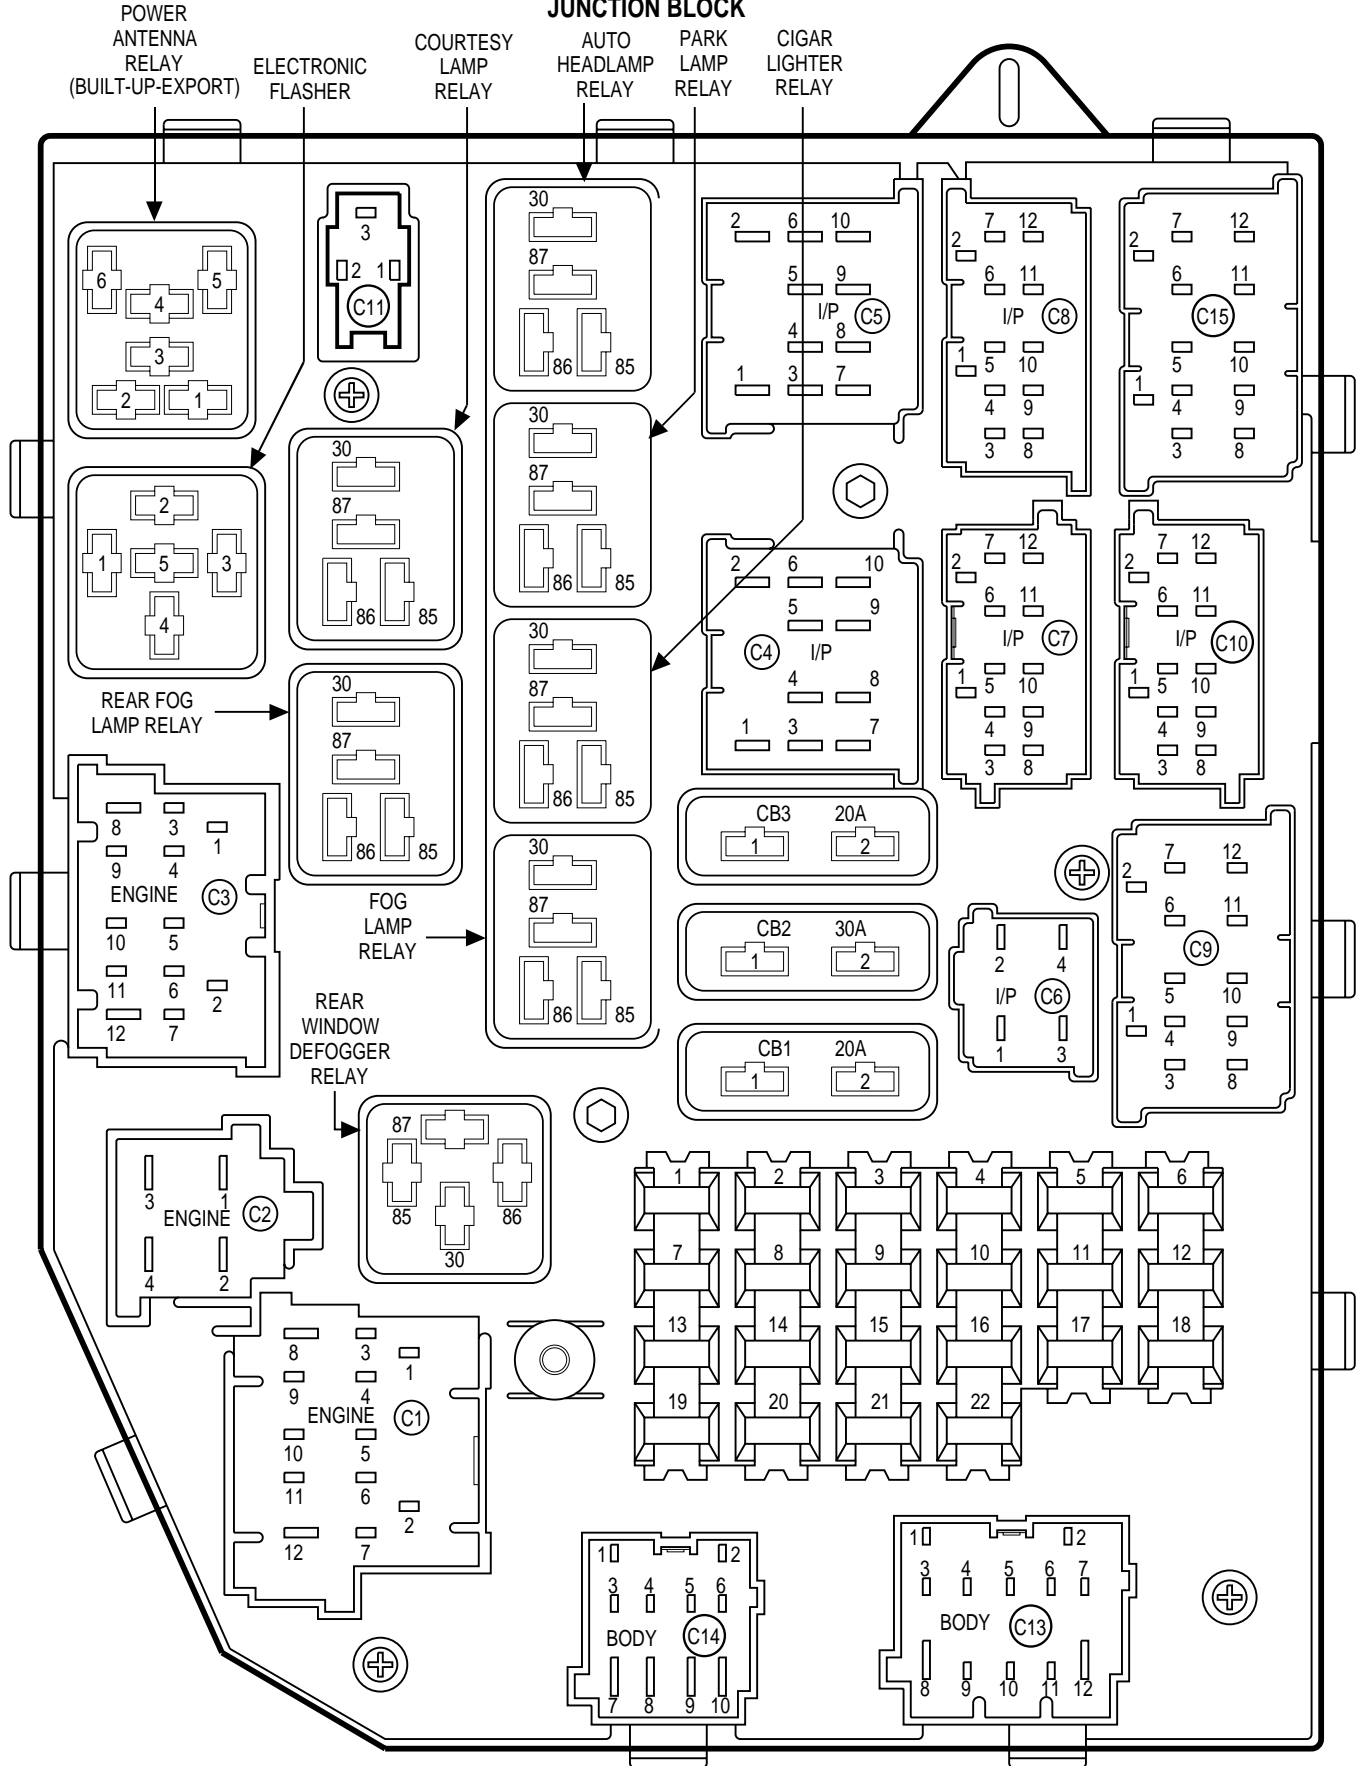 JUNCTION BLOCK
POWER
ANTENNA
RELAY
(BUILT-UP-EXPORT)
ELECTRONIC
FLASHER
COURTESY
LAMP
RELAY
AUTO
HEADLAMP
RELAY
PARK
LAMP
RELAY
CIGAR
LIGHTER
RELAY
6 5
4
3
2 1
3
2 1
C11
30
87
86 85
2 6 10
5 9
I/P C5
4 8
1 3 7
7 12
2
6 11
I/P C8
1
5 10
4 9
3 8
7 12
2
6 11
C15
5 10
1
4 9
3 8
2
1 5 3
4
30
87
86 85
30
87
86 85
2 6 10
5 9
C4 I/P
4 8
1 3 7
7 12
2
6 11
I/P C7
1 5 10
4 9
3 8
7 12
2
6 11
I/P C10
1 5 10
4 9
3 8
REAR FOG
LAMP RELAY
30
87
86 85
30
87
86 85
8 3 1
9 4
ENGINE C3
10 5
11 6 2
12 7
FOG
LAMP
RELAY
30
87
86 85
CB3 20A
1 2
CB2 30A
1 2
CB1 20A
1 2
2 4
I/P C6
1 3
7 12
2
6 11
C9
5 10
1
4 9
3 8
REAR
WINDOW
DEFOGGER
RELAY
87
85 86
30
3 1
ENGINE C2
4 2
1 2 3 4 5 6
7 8 9 10 11 12
13 14 15 16 17 18
19 20 21 22
8 3 1
9 4
ENGINE C1
10 5
11 6 2
12 7
1 2
3 4 5 6
BODY C14
7 8 9 10
1 2
3 4 5 6 7
BODY C13
8 9 10 11 12